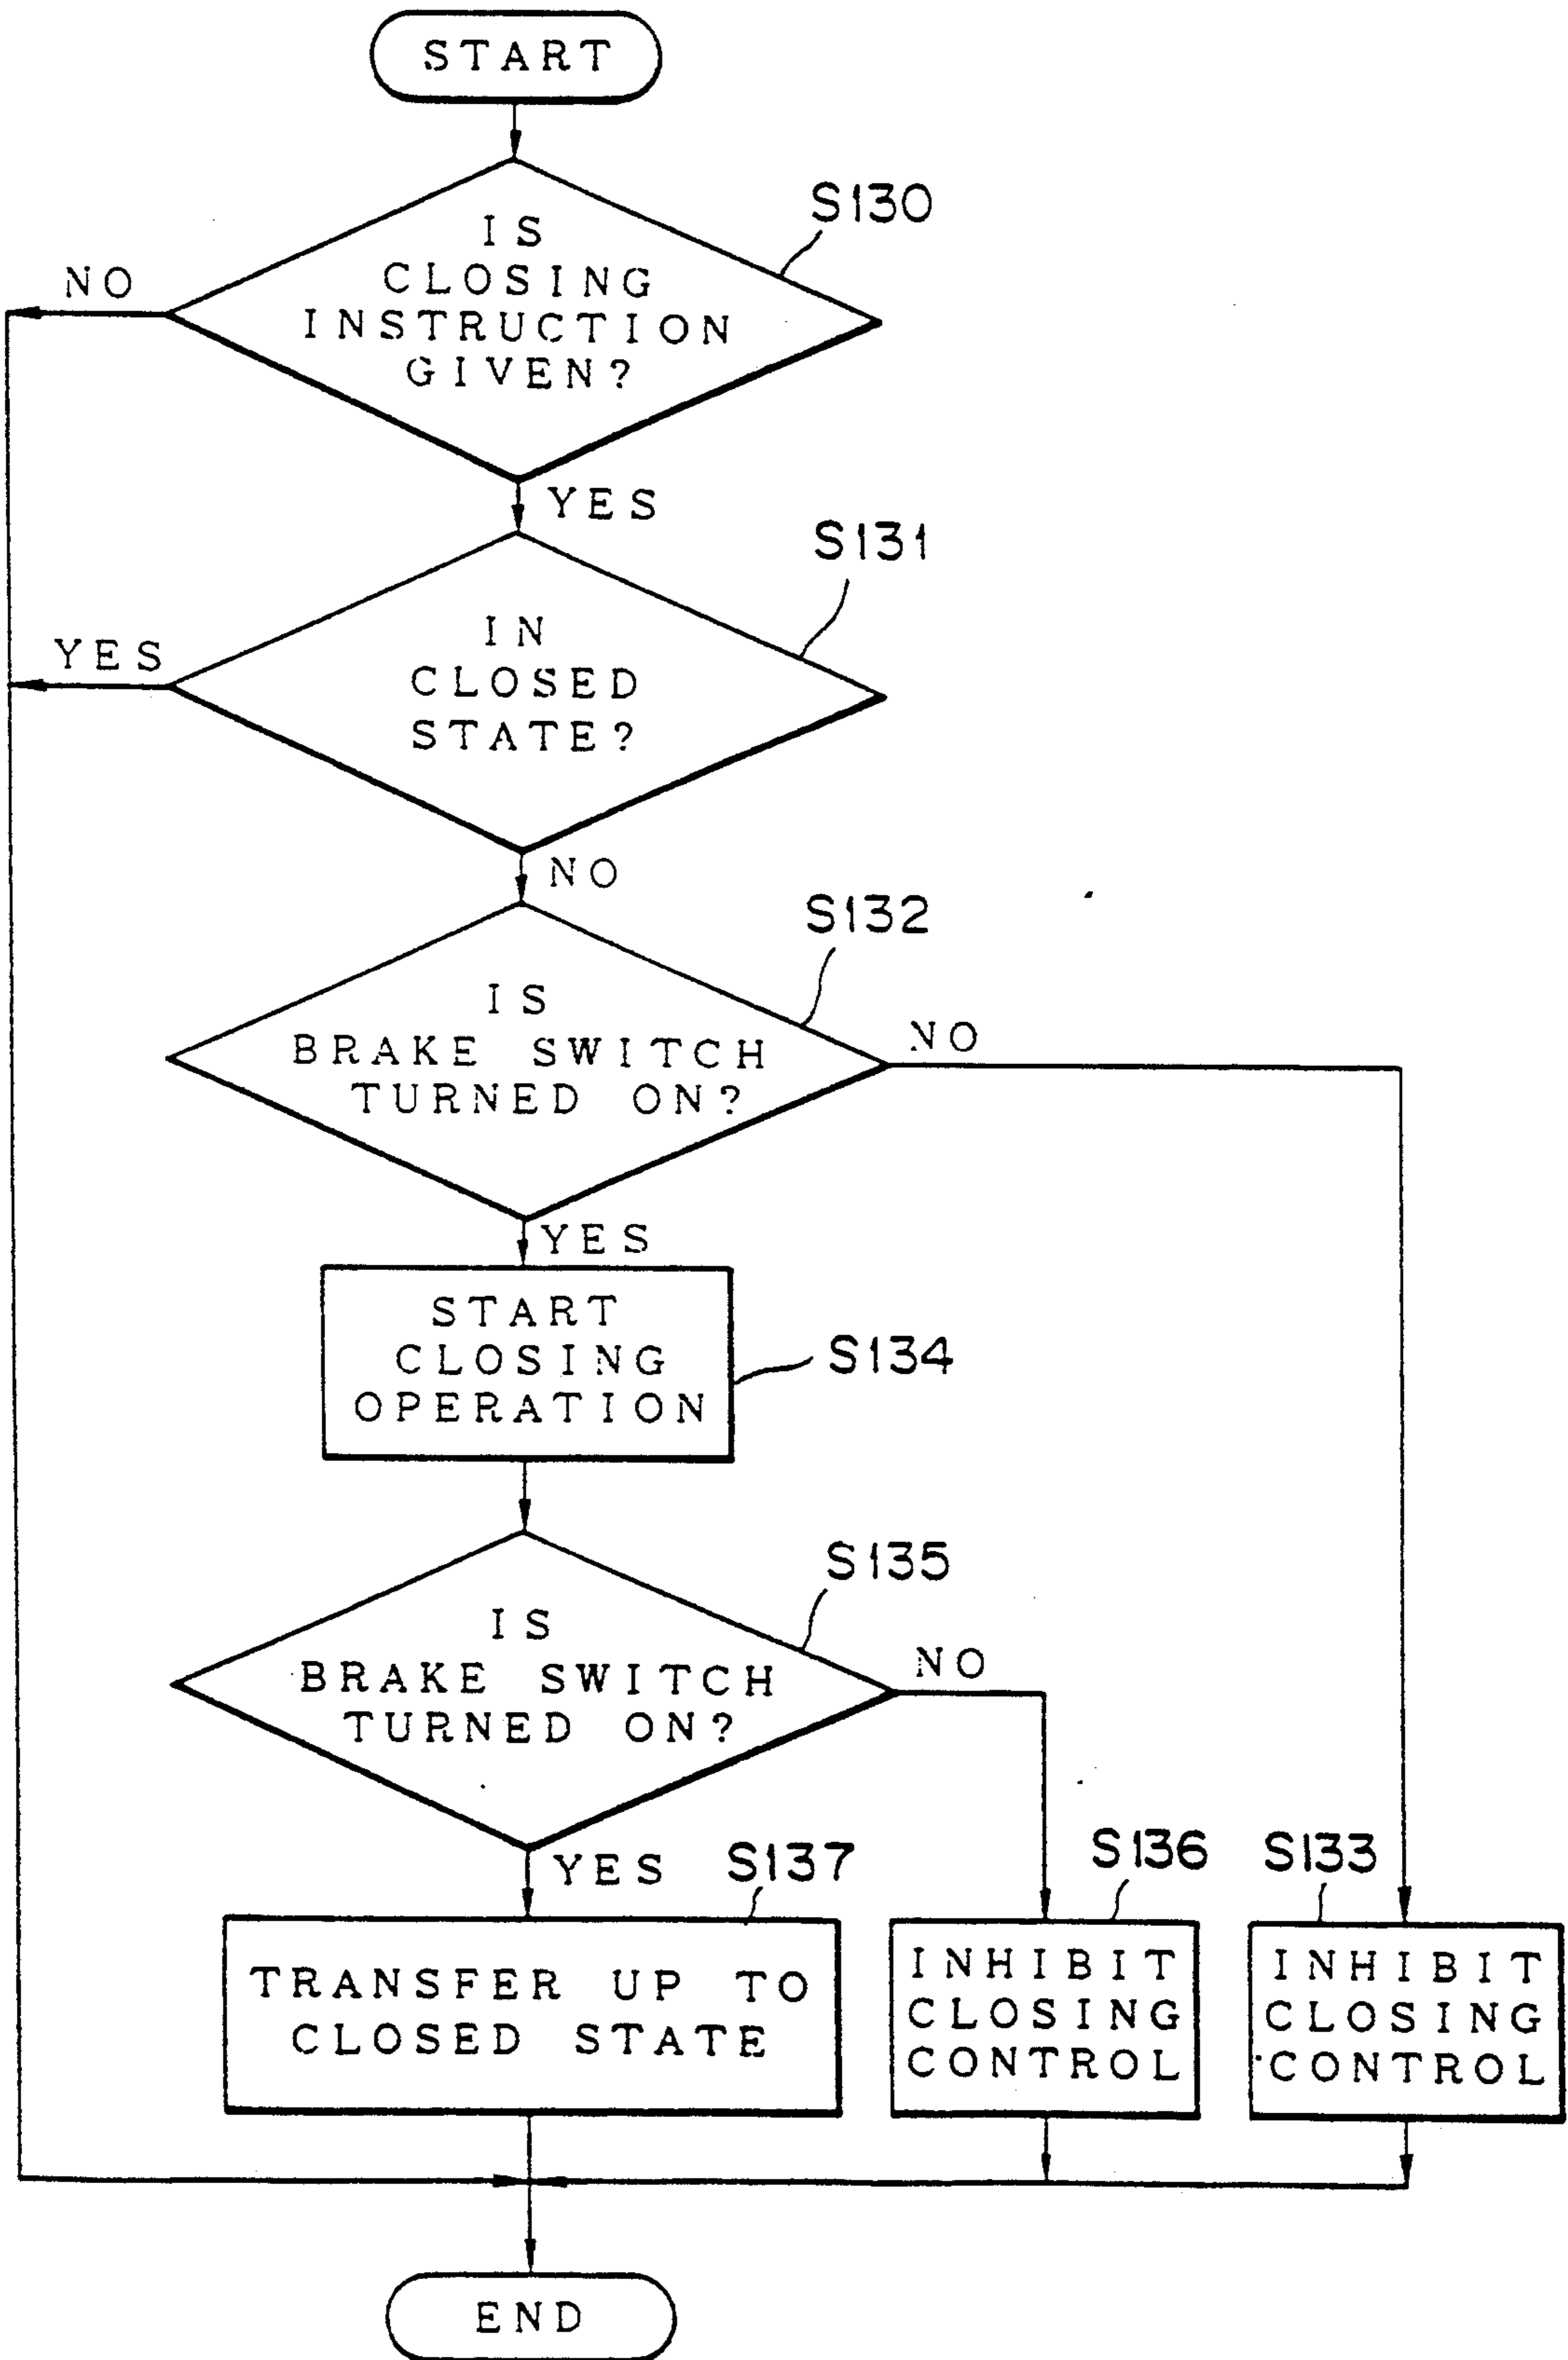 START
S130
IS
CLOSING
INSTRUCTION
GIVEN?
NO
YES
S131
IN
CLOSED
STATE?
YES
NO
S132
IS
BRAKE SWITCH
TURNED ON?
NO
YES
START
CLOSING
OPERATION
S134
S135
IS
BRAKE SWITCH
TURNED ON?
NO
YES
S137
TRANSFER UP TO
CLOSED STATE
S136
INHIBIT
CLOSING
CONTROL
S133
INHIBIT
CLOSING
CONTROL
END